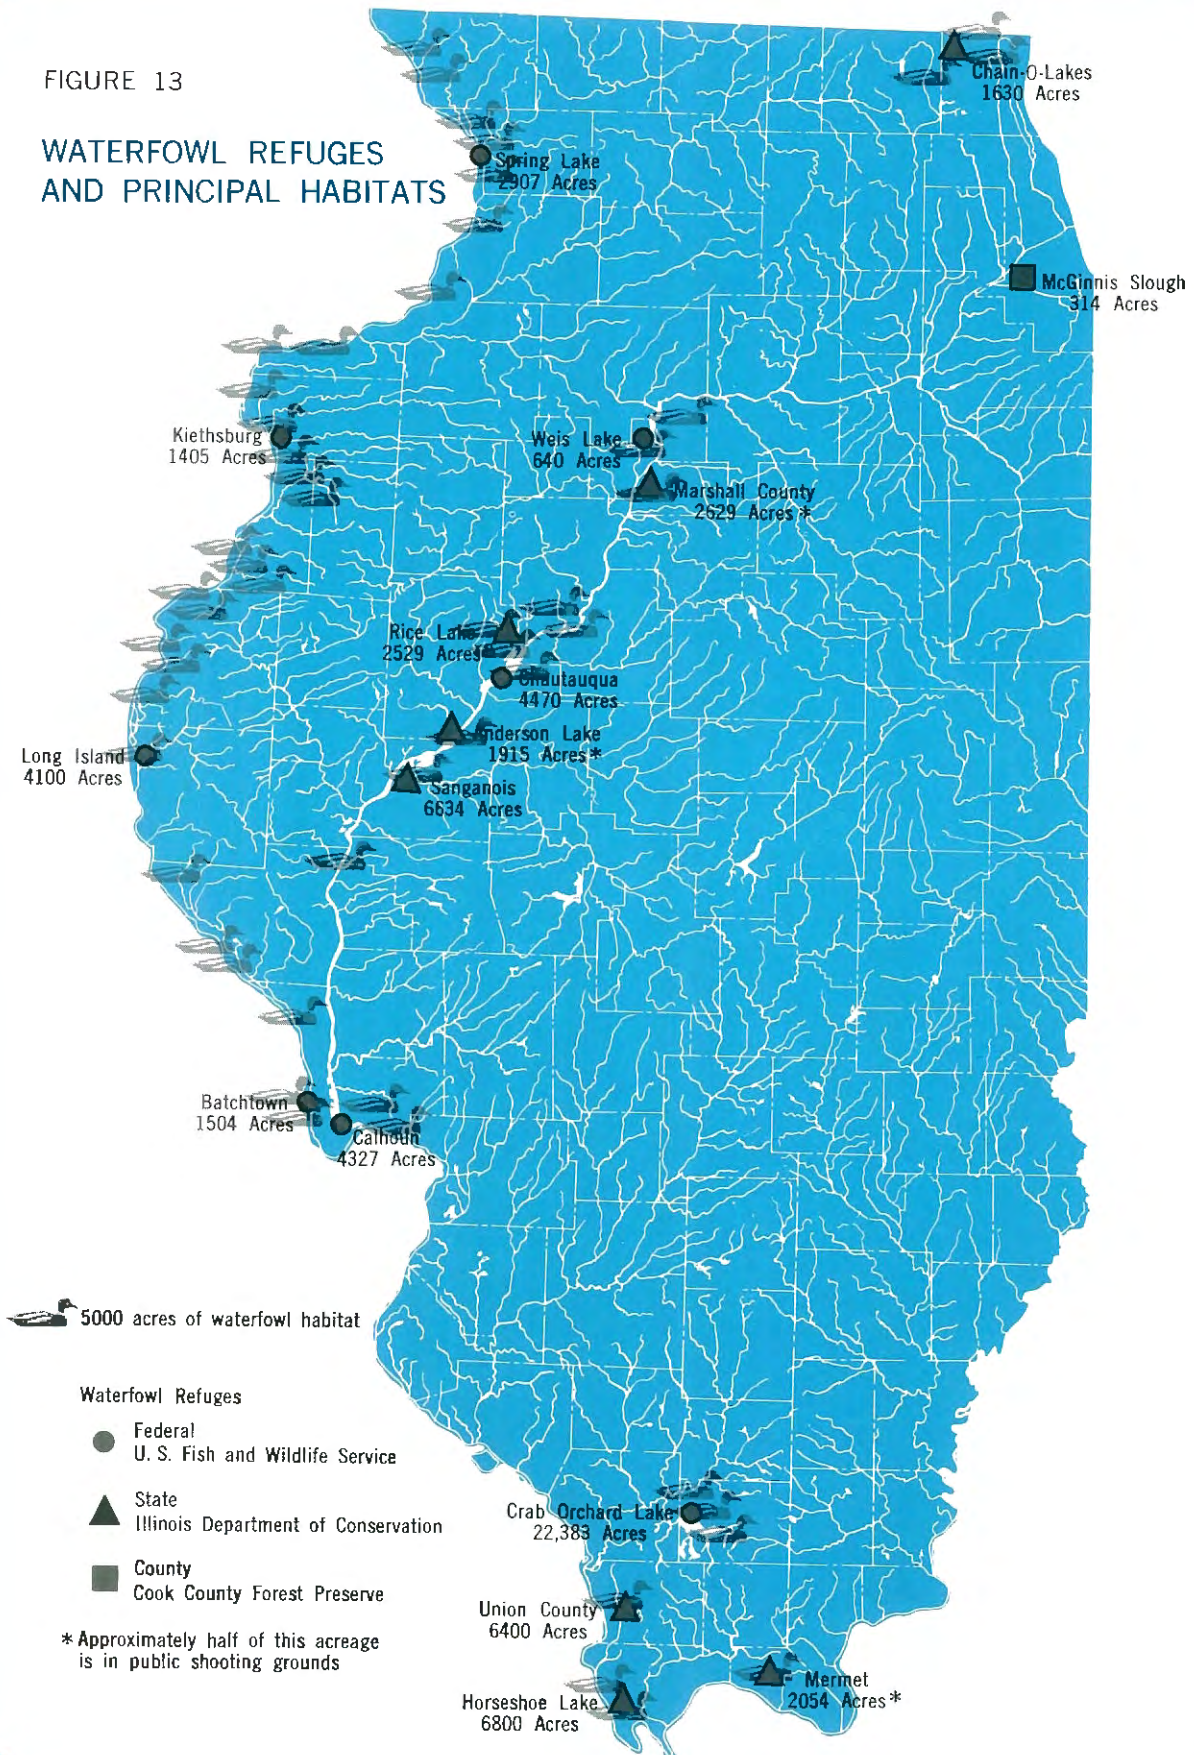 FIGURE 13
WATERFOWL REFUGES
AND PRINCIPAL HABITATS
Chain-O-Lakes
1630 Acres
Spring Lake
2907 Acres
McGinnis Slough
314 Acres
Kiethsburg
1405 Acres
Weis Lake
640 Acres
Marshall County
2629 Acres*
Rice Lake
2529 Acres*
Chautauqua
4470 Acres
Anderson Lake
1915 Acres*
Long Island
4100 Acres
Sanganois
6634 Acres
Batchtown
1504 Acres
Calhoun
4327 Acres
5000 acres of waterfowl habitat
Waterfowl Refuges
Federal
U. S. Fish and Wildlife Service
State
Illinois Department of Conservation
County
Cook County Forest Preserve
*Approximately half of this acreage
is in public shooting grounds
Crab Orchard Lake
22,383 Acres
Union County
6400 Acres
Mermet
2054 Acres*
Horseshoe Lake
6800 Acres